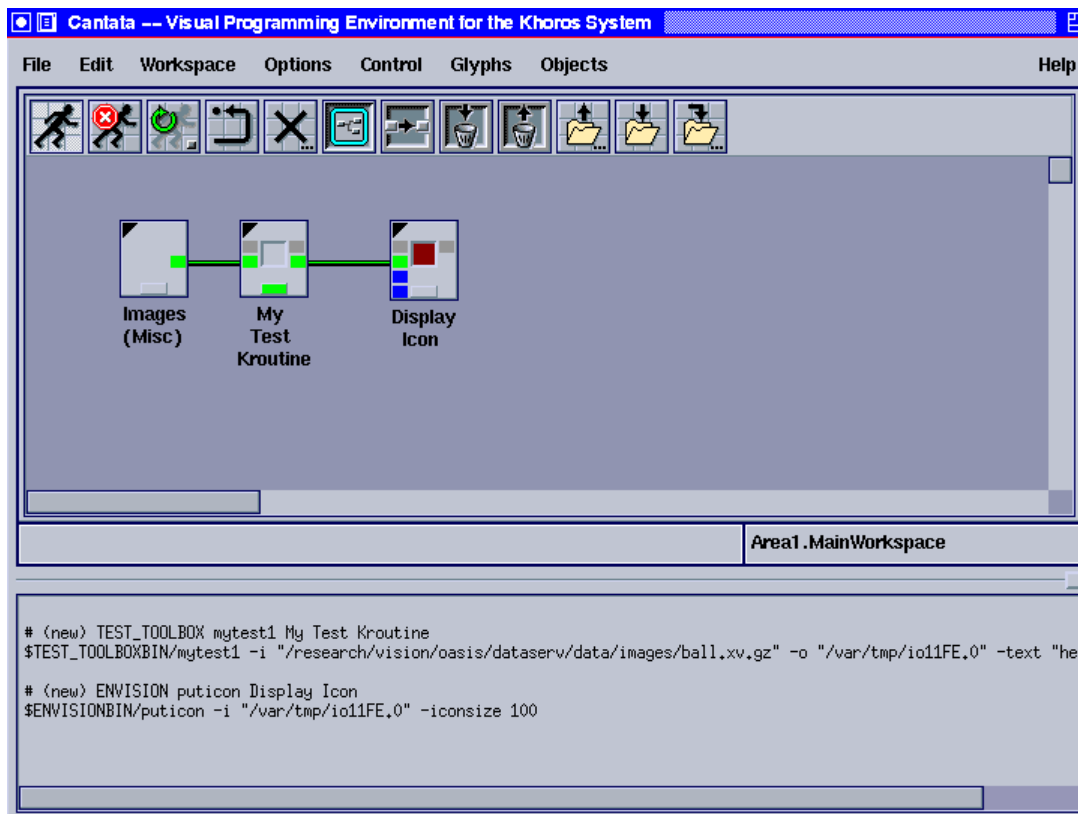 Cantata -- Visual Programming Environment for the Khoros System
File Edit Workspace Options Control Glyphs Objects Help
Images
(Misc)
My
Test
Kroutine
Display
Icon
Area1.MainWorkspace
# (new) TEST_TOOLBOX mytest1 My Test Kroutine
$TEST_TOOLBOXBIN/mytest1 -i "/research/vision/oasis/dataserv/data/images/ball.xv.gz" -o "/var/tmp/io11FE.0" -text "he
# (new) ENVISION puticon Display Icon
$ENVISIONBIN/puticon -i "/var/tmp/io11FE.0" -iconsize 100